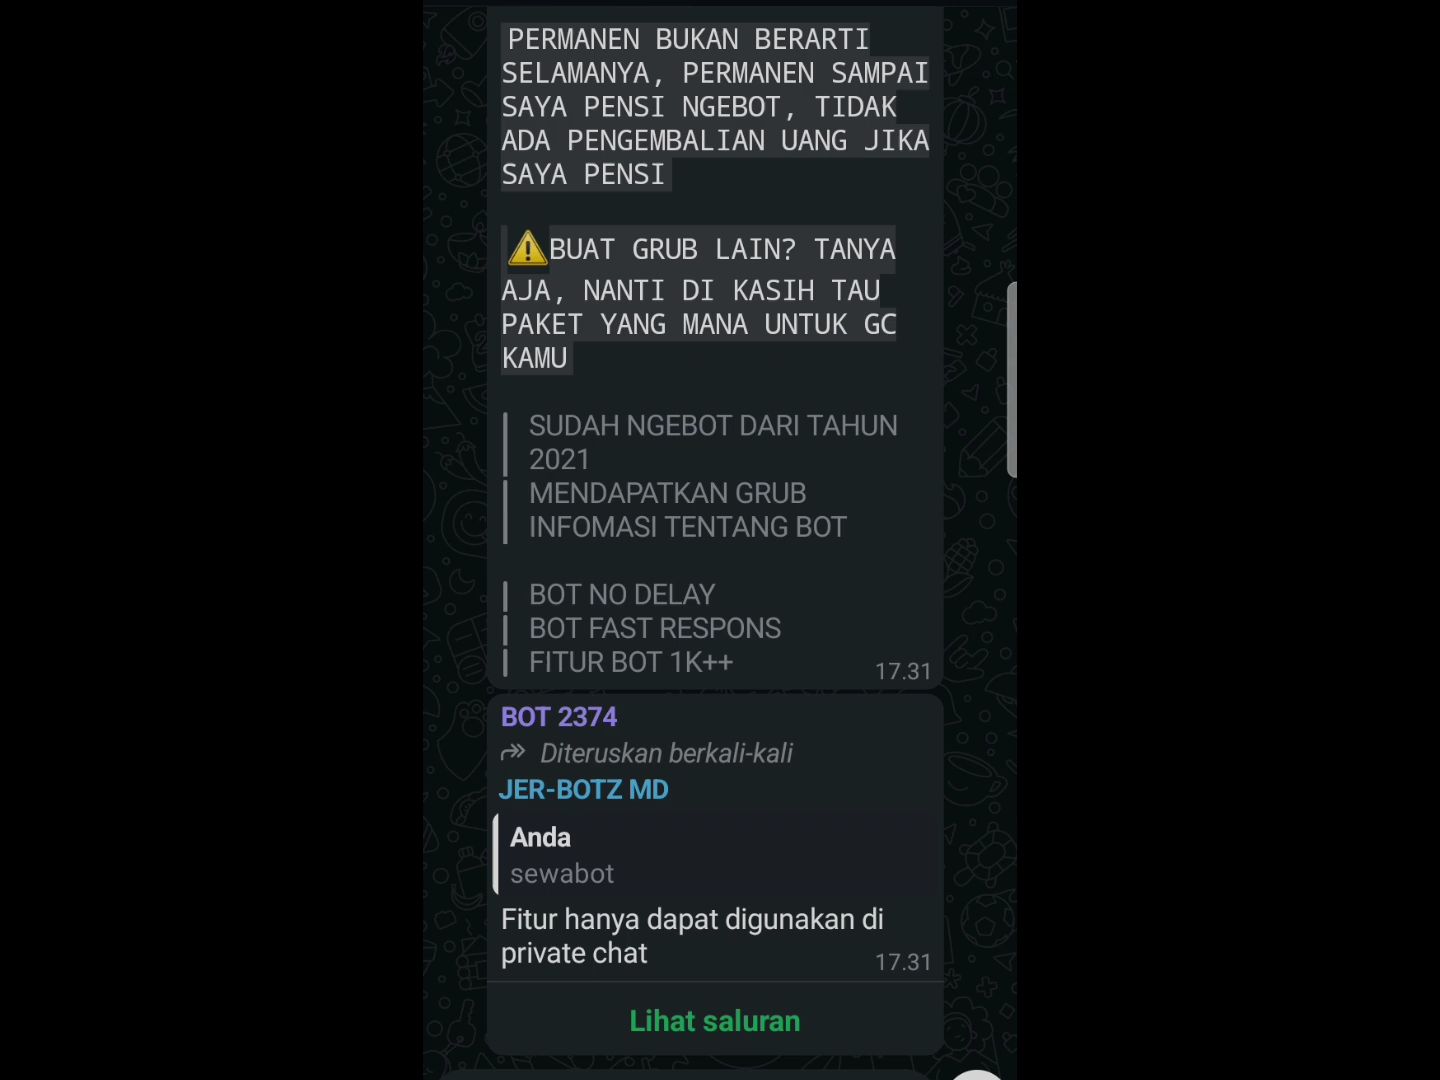 PERMANEN BUKAN BERARTI
SELAMANYA, PERMANEN SAMPAI
SAYA PENSI NGEBOT, TIDAK
ADA PENGEMBALIAN UANG JIKA
SAYA PENSI
⚠️BUAT GRUB LAIN? TANYA
AJA, NANTI DI KASIH TAU
PAKET YANG MANA UNTUK GC
KAMU
SUDAH NGEBOT DARI TAHUN
2021
MENDAPATKAN GRUB
INFOMASI TENTANG BOT
BOT NO DELAY
BOT FAST RESPONS
FITUR BOT 1K++
17.31
BOT 2374
Diteruskan berkali-kali
JER-BOTZ MD
Anda
sewabot
Fitur hanya dapat digunakan di
private chat
17.31
Lihat saluran